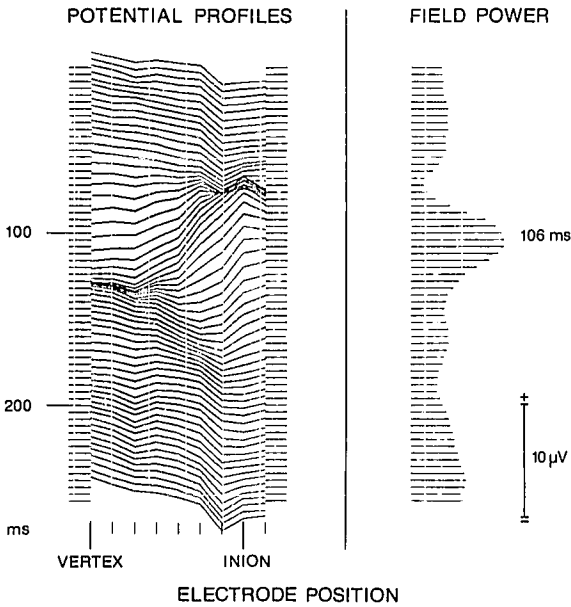 POTENTIAL PROFILES
FIELD POWER
100
106 ms
200
+
10 μV
=
ms
VERTEX
INION
ELECTRODE POSITION